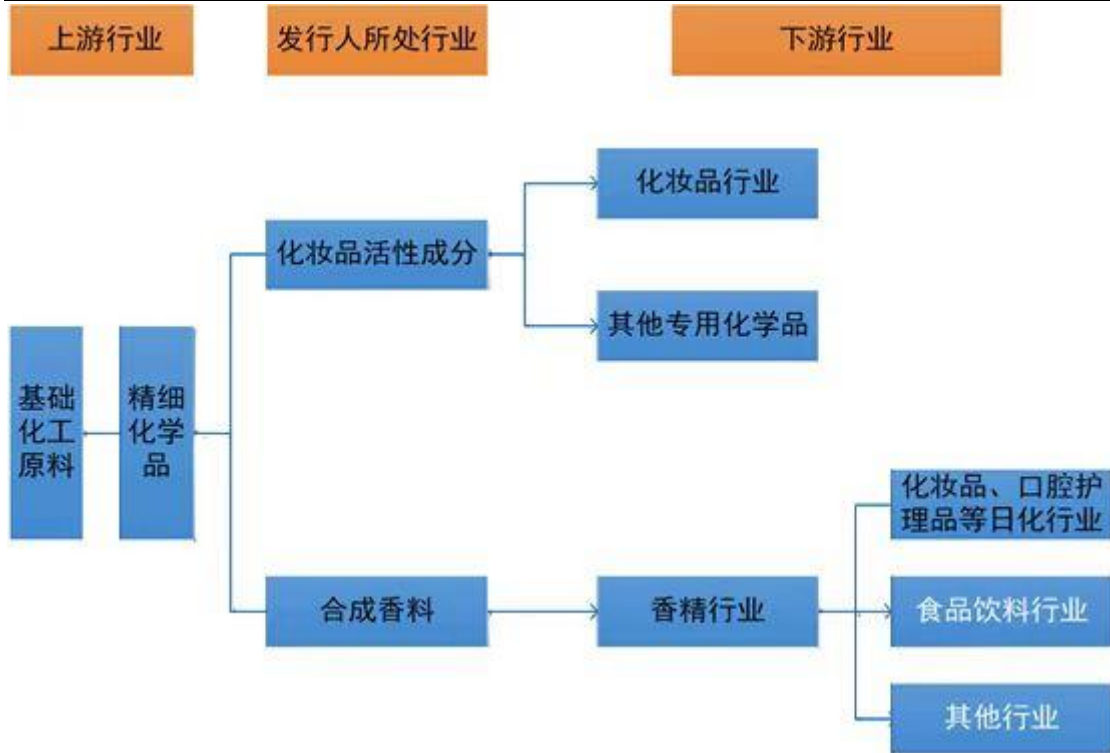 上游行业
发行人所处行业
下游行业
化妆品行业
化妆品活性成分
其他专用化学品
基础
化工
原料
精细
化学
品
化妆品、口腔护
理品等日化行业
合成香料
香精行业
食品饮料行业
其他行业